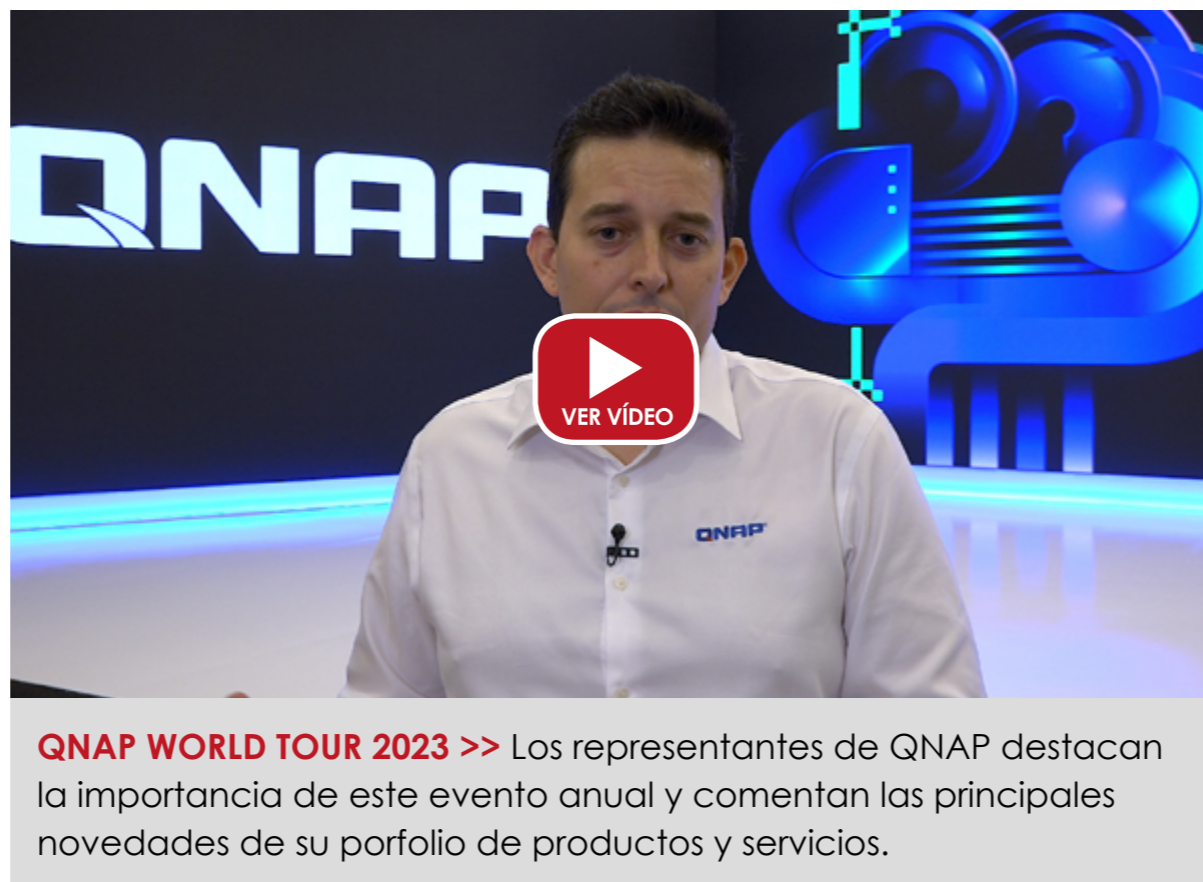 QNAP
VER VÍDEO
QNAP
QNAP WORLD TOUR 2023 >> Los representantes de QNAP destacan
la importancia de este evento anual y comentan las principales
novedades de su porfolio de productos y servicios.